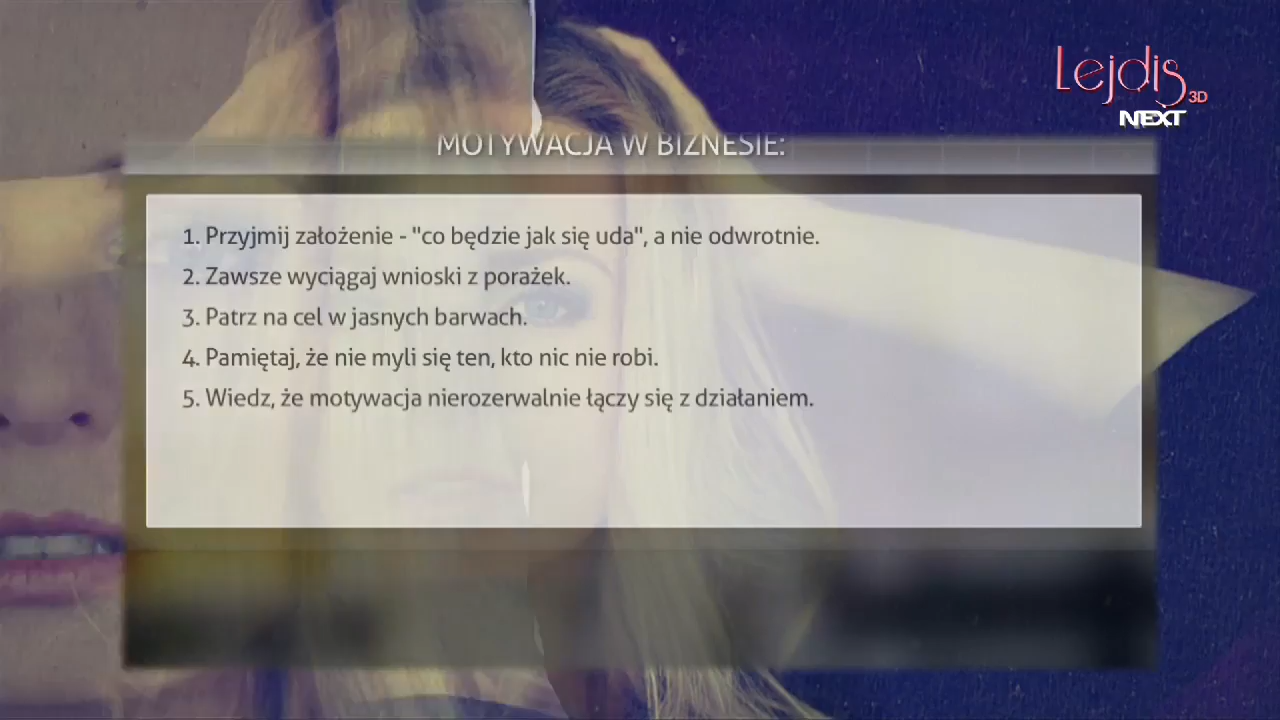 Lejdis
3D
NEXT
MOTYWACJA W BIZNESIE:
1. Przyjmij założenie - "co będzie jak się uda", a nie odwrotnie.
2. Zawsze wyciągaj wnioski z porażek.
3. Patrz na cel w jasnych barwach.
4. Pamiętaj, że nie myli się ten, kto nic nie robi.
5. Wiedz, że motywacja nierozerwalnie łączy się z działaniem.